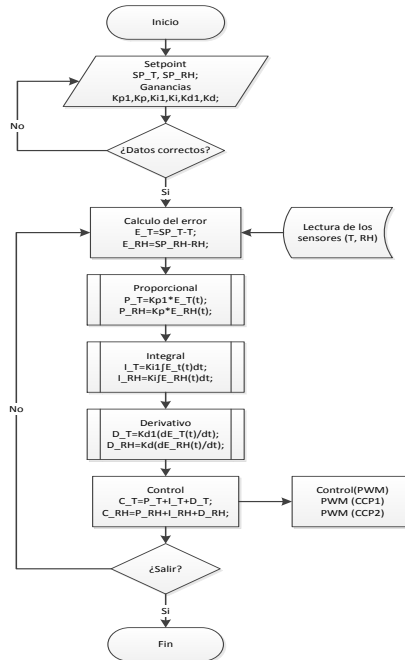 Inicio
Setpoint
SP_T, SP_RH;
Ganancias
Kp1,Kp,Ki1,Ki,Kd1,Kd;
No
¿Datos correctos?
Si
Calculo del error
E_T=SP_T-T;
E_RH=SP_RH-RH;
Lectura de los
sensores (T, RH)
Proporcional
P_T=Kp1*E_T(t);
P_RH=Kp*E_RH(t);
Integral
I_T=Ki1∫E_t(t)dt;
I_RH=Ki∫E_RH(t)dt;
No
Derivativo
D_T=Kd1(dE_T(t)/dt);
D_RH=Kd(dE_RH(t)/dt);
Control
C_T=P_T+I_T+D_T;
C_RH=P_RH+I_RH+D_RH;
Control(PWM)
PWM (CCP1)
PWM (CCP2)
¿Salir?
Si
Fin